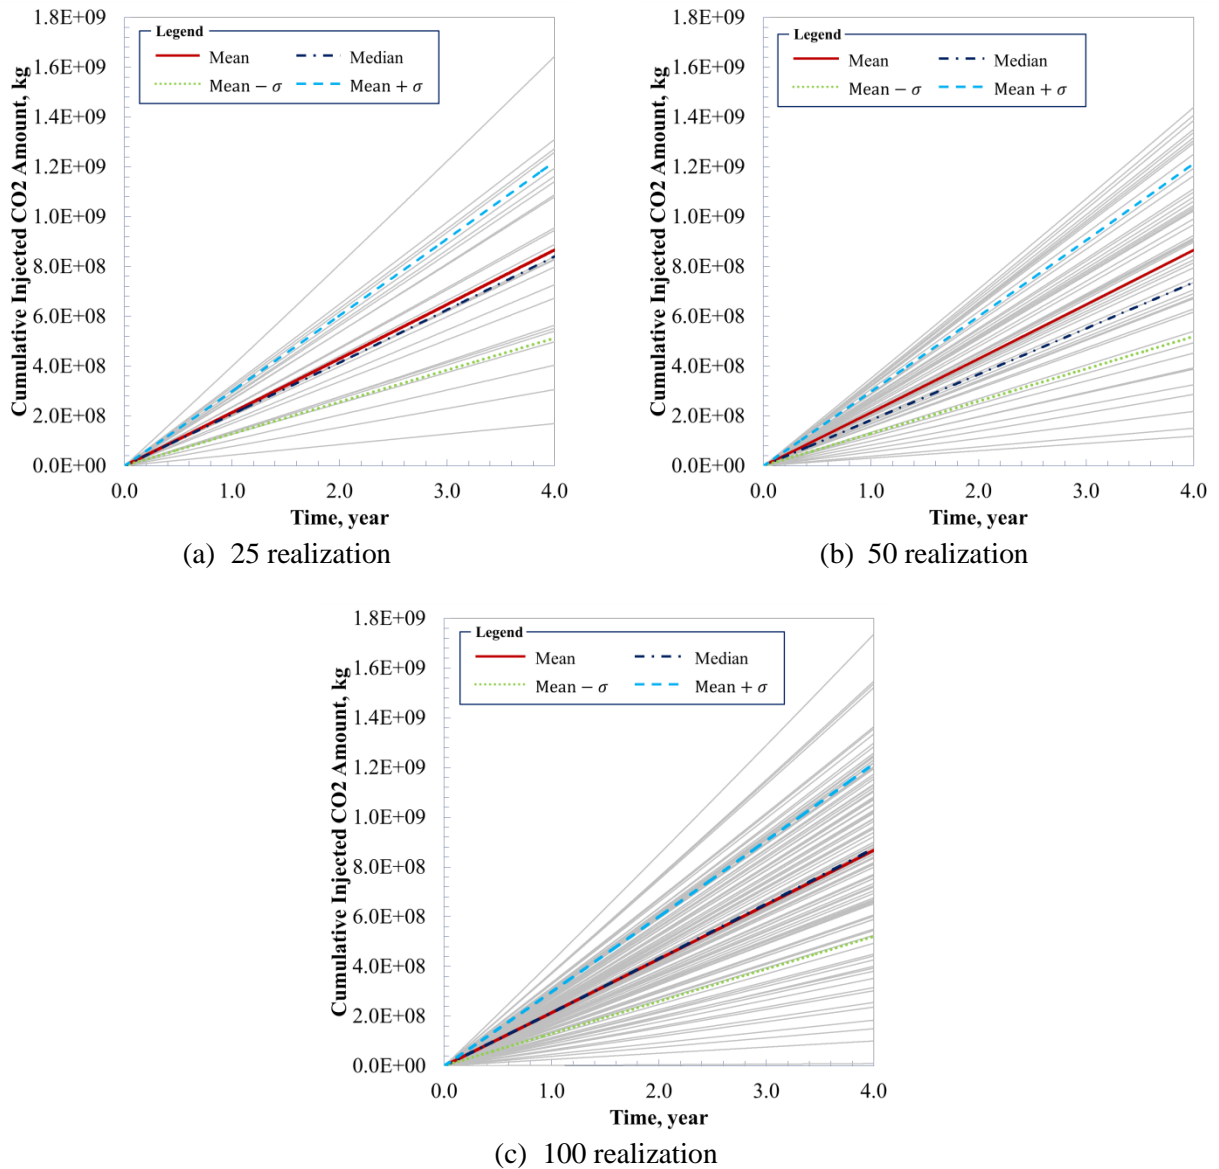 Cumulative Injected CO2 Amount, kg
1.8E+09
1.6E+09
1.4E+09
1.2E+09
1.0E+09
8.0E+08
6.0E+08
4.0E+08
2.0E+08
0.0E+00
Legend
Mean
Median
Mean − σ
Mean + σ
0.0 1.0 2.0 3.0 4.0
Time, year
(a) 25 realization
Cumulative Injected CO2 Amount, kg
1.8E+09
1.6E+09
1.4E+09
1.2E+09
1.0E+09
8.0E+08
6.0E+08
4.0E+08
2.0E+08
0.0E+00
Legend
Mean
Median
Mean − σ
Mean + σ
0.0 1.0 2.0 3.0 4.0
Time, year
(b) 50 realization
Cumulative Injected CO2 Amount, kg
1.8E+09
1.6E+09
1.4E+09
1.2E+09
1.0E+09
8.0E+08
6.0E+08
4.0E+08
2.0E+08
0.0E+00
Legend
Mean
Median
Mean − σ
Mean + σ
0.0 1.0 2.0 3.0 4.0
Time, year
(c) 100 realization